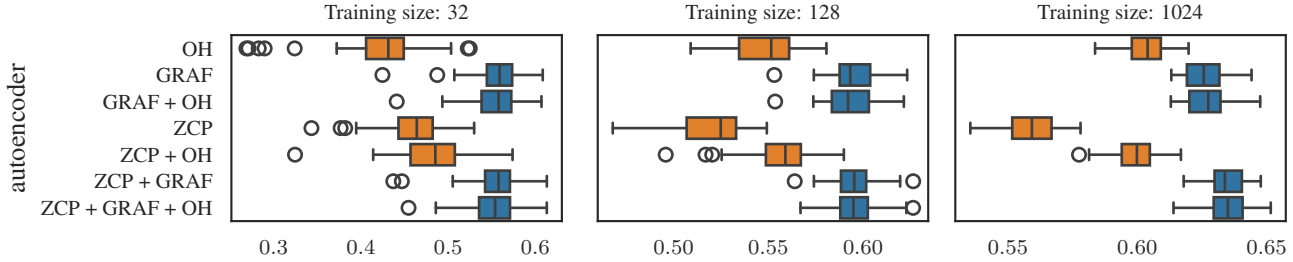 Training size: 32
Training size: 128
Training size: 1024
autoencoder
OH
GRAF
GRAF + OH
ZCP
ZCP + OH
ZCP + GRAF
ZCP + GRAF + OH
0.3 0.4 0.5 0.6
0.50 0.55 0.60
0.55 0.60 0.65